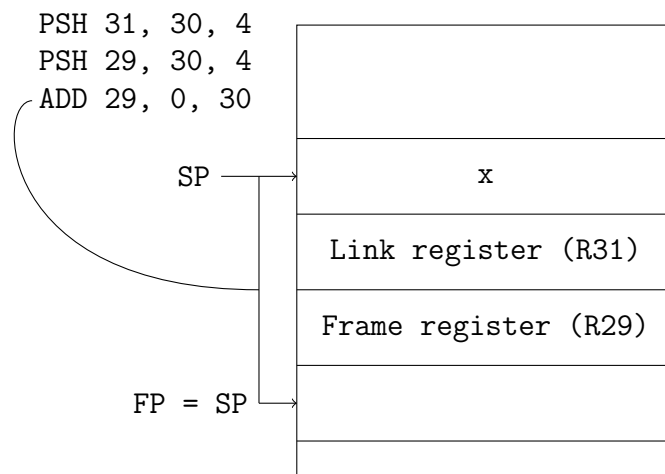 PSH 31, 30, 4
PSH 29, 30, 4
ADD 29, 0, 30
SP
x
Link register (R31)
Frame register (R29)
FP = SP